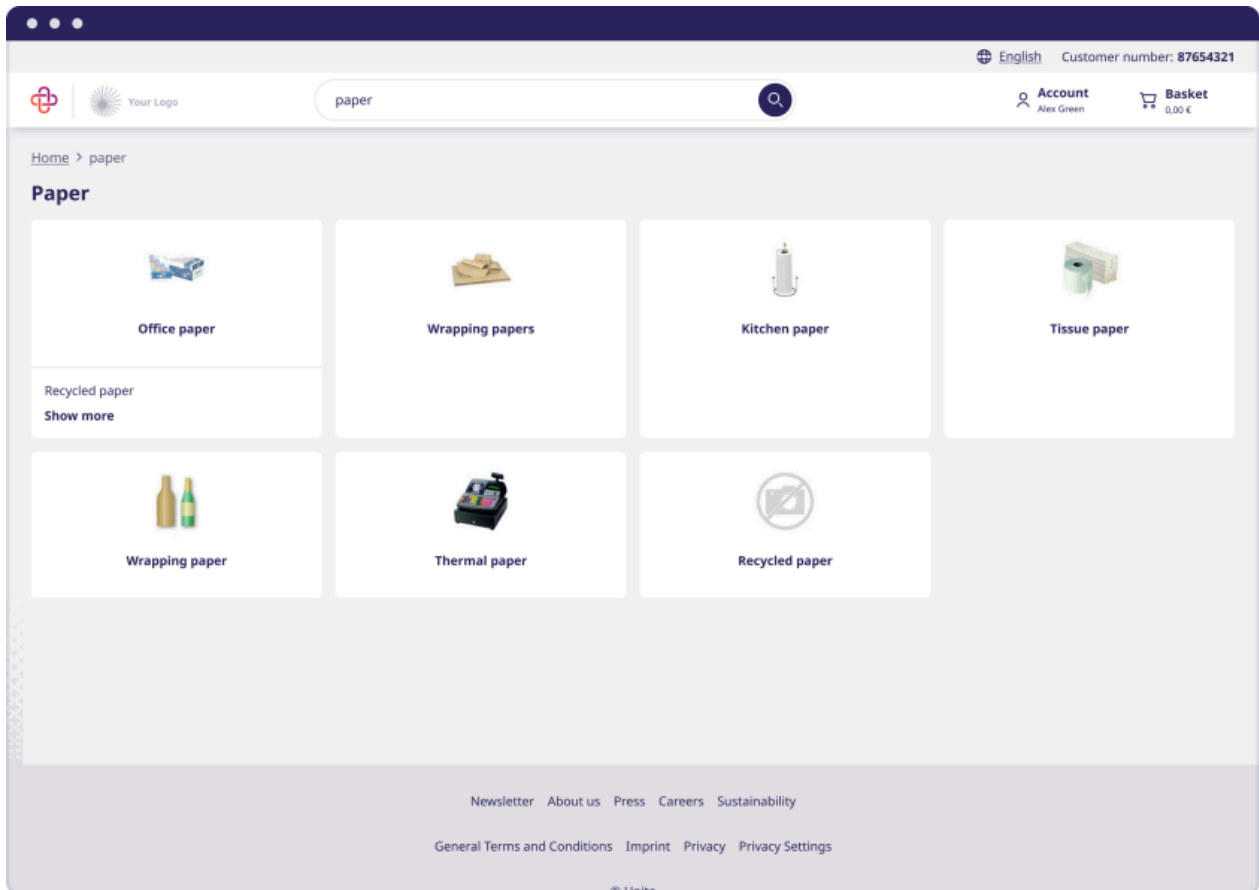 English Customer number: 87654321
Your Logo
paper
Account
Alex Green
Basket
0,00 €
Home > paper
Paper
Office paper
Wrapping papers
Kitchen paper
Tissue paper
Recycled paper
Show more
Wrapping paper
Thermal paper
Recycled paper
Newsletter About us Press Careers Sustainability
General Terms and Conditions Imprint Privacy Privacy Settings